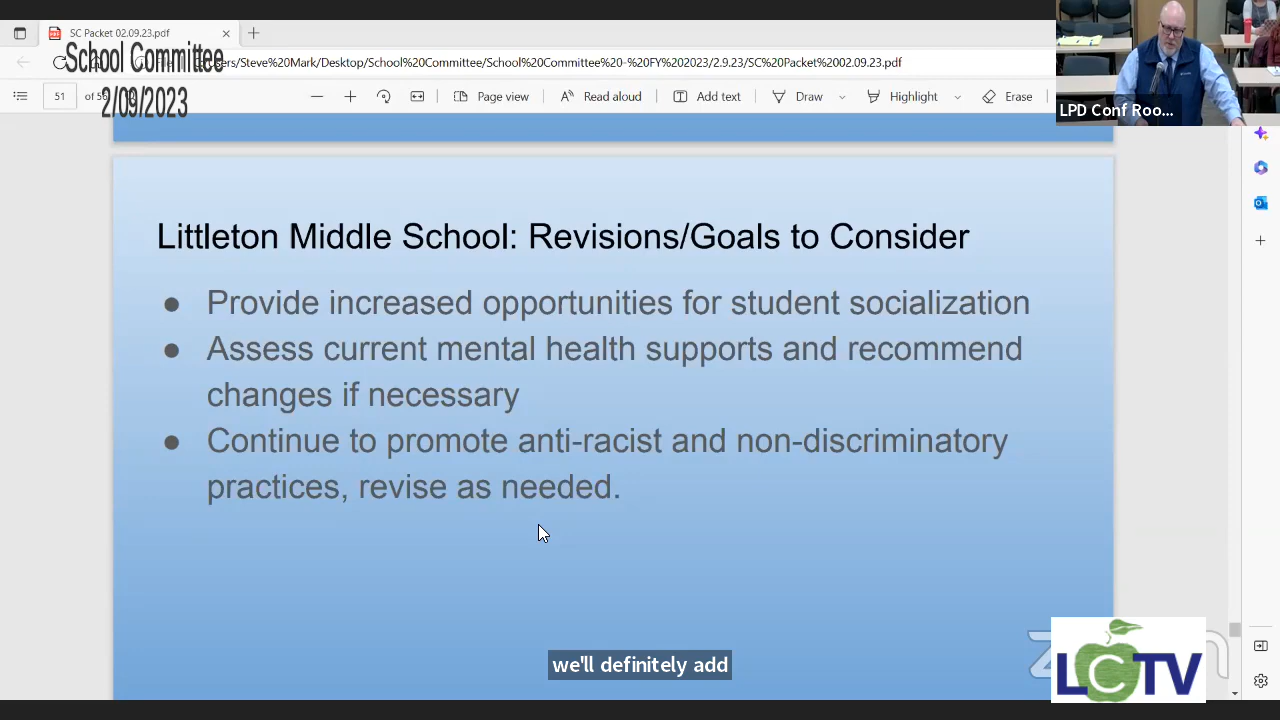 SC Packet 02.09.23.pdf
School Committee
2/09/2023
ers/Steve%20Mark/Desktop/School%20Committee/School%20Committee%20-%20FY%202023/2.9.23/SC%20Packet%2002.09.23.pdf
51
Page view
Read aloud
Add text
Draw
Highlight
Erase
LPD Conf Roo...
Littleton Middle School: Revisions/Goals to Consider
● Provide increased opportunities for student socialization
● Assess current mental health supports and recommend
changes if necessary
● Continue to promote anti-racist and non-discriminatory
practices, revise as needed.
we'll definitely add
LCTV